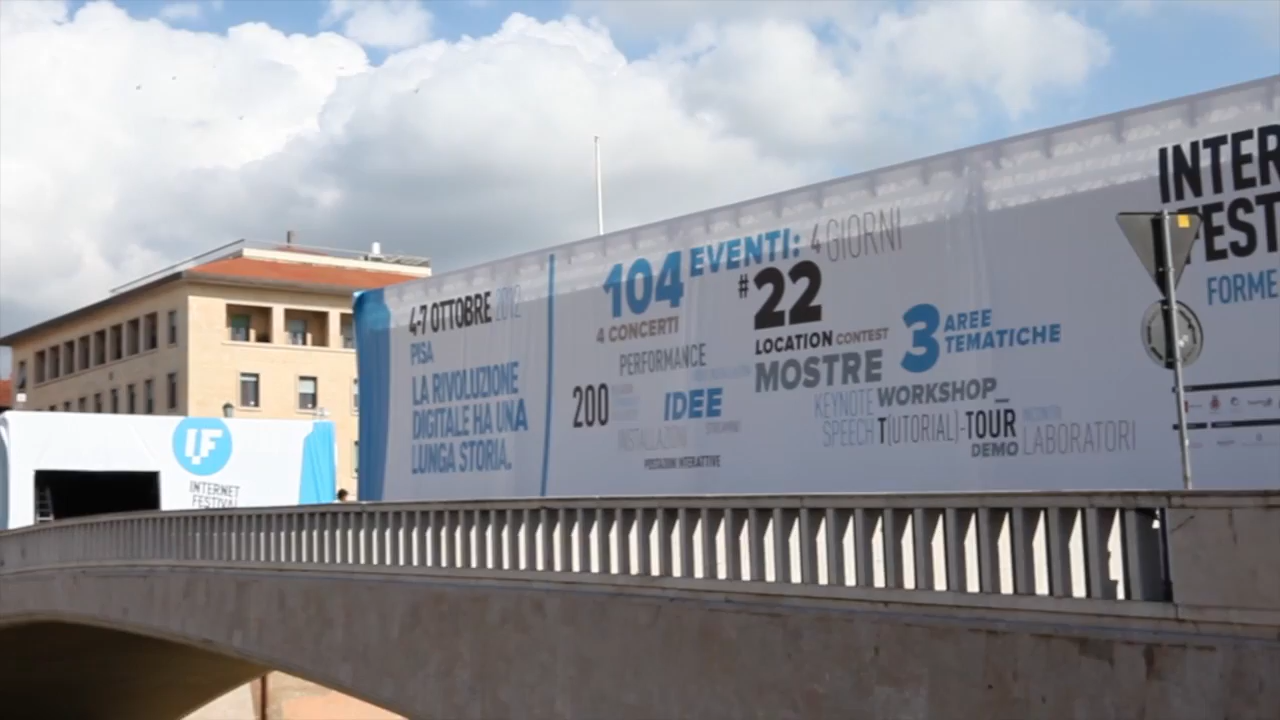 4-7 OTTOBRE 2012
PISA
LA RIVOLUZIONE
DIGITALE HA UNA
LUNGA STORIA.
104 EVENTI: 4 GIORNI
4 CONCERTI
#22
LOCATION CONTEST
PERFORMANCE
MOSTRE
3 AREE
TEMATICHE
200
IDEE
INSTALLAZIONI
POSTAZIONI INTERATTIVE
KEYNOTE
SPEECH
WORKSHOP_
T(UTORIAL)-TOUR
INCONTRI
DEMO LABORATORI
INTER
FEST
FORME
IF
INTERNET
FESTIVAL